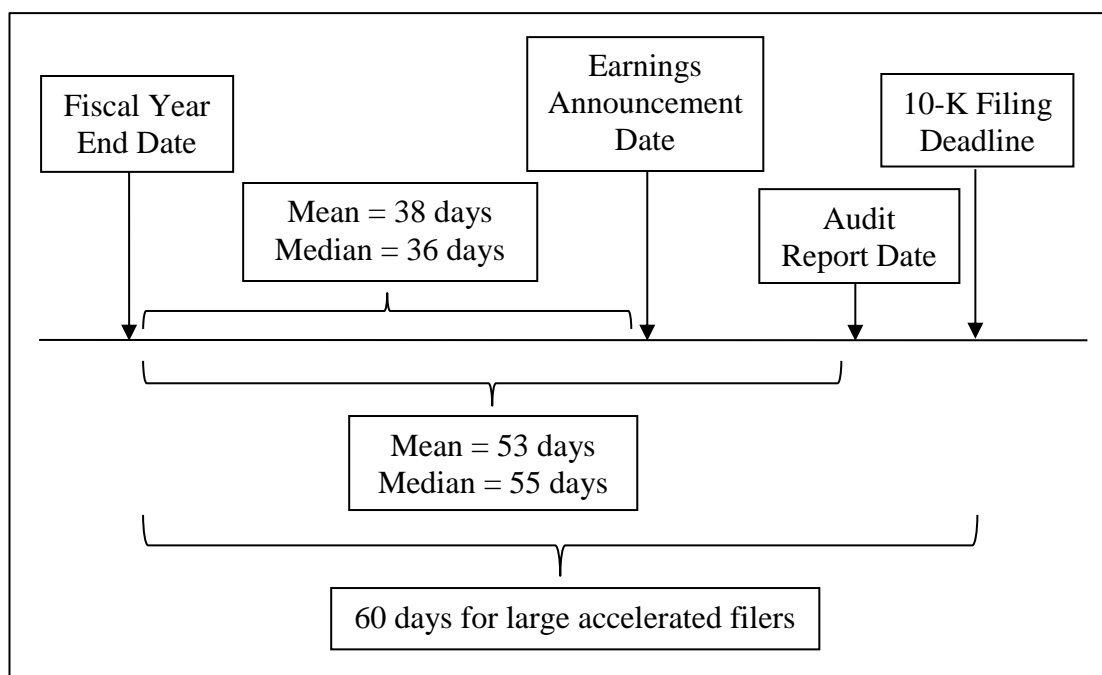 Fiscal Year
End Date
Earnings
Announcement
Date
10-K Filing
Deadline
Mean = 38 days
Median = 36 days
Audit
Report Date
Mean = 53 days
Median = 55 days
60 days for large accelerated filers